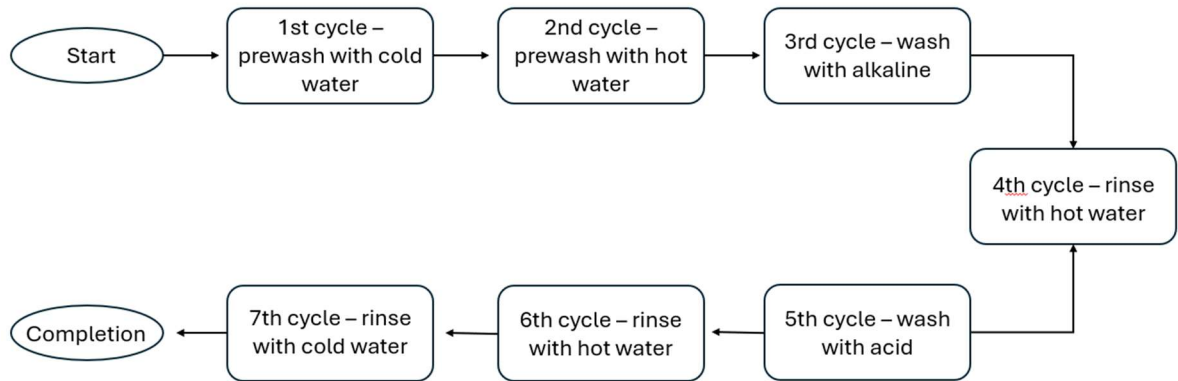 Start
1st cycle –
prewash with cold
water
2nd cycle –
prewash with hot
water
3rd cycle – wash
with alkaline
4th cycle – rinse
with hot water
5th cycle – wash
with acid
6th cycle – rinse
with hot water
7th cycle – rinse
with cold water
Completion